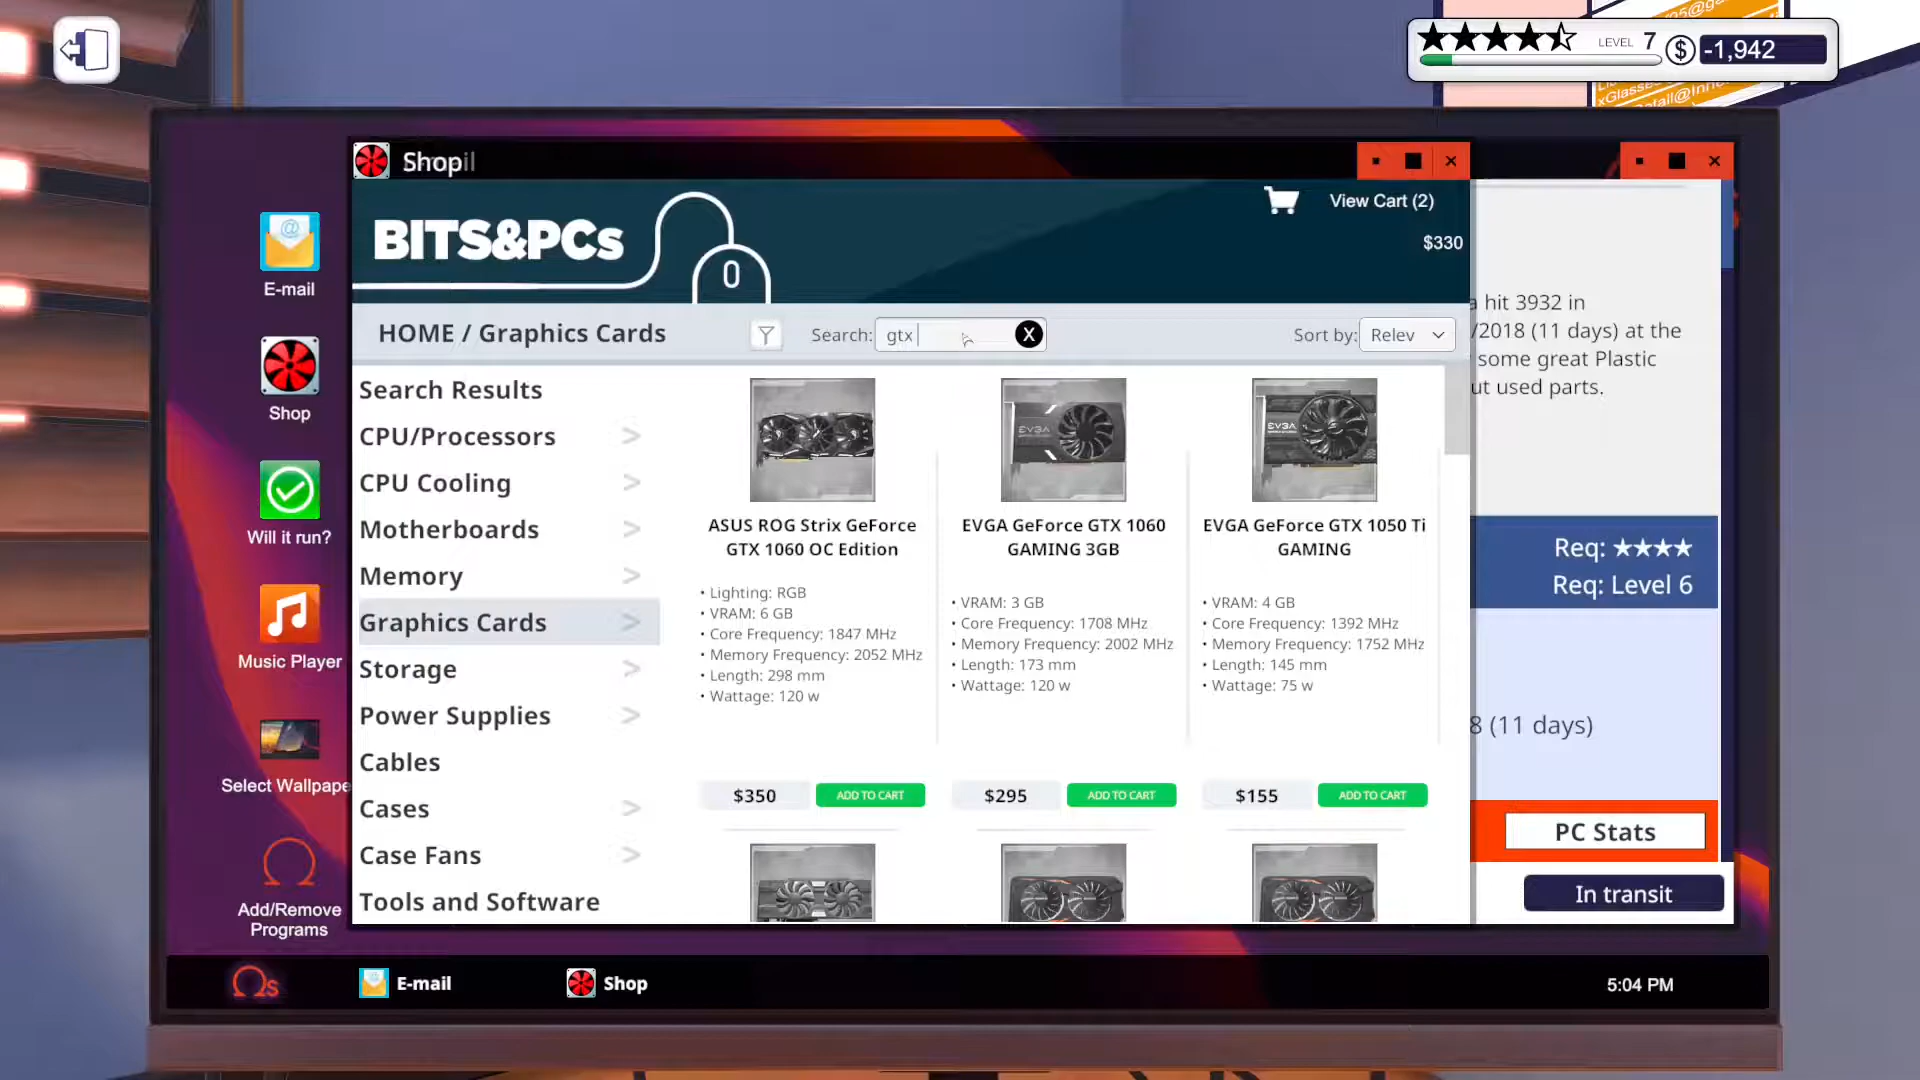 LEVEL 7
$ -1,942
Shop
View Cart (2)
$330
BITS&PCs
HOME / Graphics Cards
Search: gtx
X
Sort by: Relev
Search Results
CPU/Processors >
CPU Cooling >
Motherboards >
Memory >
Graphics Cards >
Storage >
Power Supplies >
Cables
Cases >
Case Fans >
Tools and Software
ASUS ROG Strix GeForce
GTX 1060 OC Edition
• Lighting: RGB
• VRAM: 6 GB
• Core Frequency: 1847 MHz
• Memory Frequency: 2052 MHz
• Length: 298 mm
• Wattage: 120 w
$350
ADD TO CART
EVGA
EVGA GeForce GTX 1060
GAMING 3GB
• VRAM: 3 GB
• Core Frequency: 1708 MHz
• Memory Frequency: 2002 MHz
• Length: 173 mm
• Wattage: 120 w
$295
ADD TO CART
EVGA
EVGA GeForce GTX 1050 Ti
GAMING
• VRAM: 4 GB
• Core Frequency: 1392 MHz
• Memory Frequency: 1752 MHz
• Length: 145 mm
• Wattage: 75 w
$155
ADD TO CART
hit 3932 in
/2018 (11 days) at the
some great Plastic
ut used parts.
Req: ★★★★
Req: Level 6
8 (11 days)
PC Stats
In transit
E-mail
Shop
Will it run?
Music Player
Select Wallpape
Add/Remove
Programs
Ωs
E-mail
Shop
5:04 PM